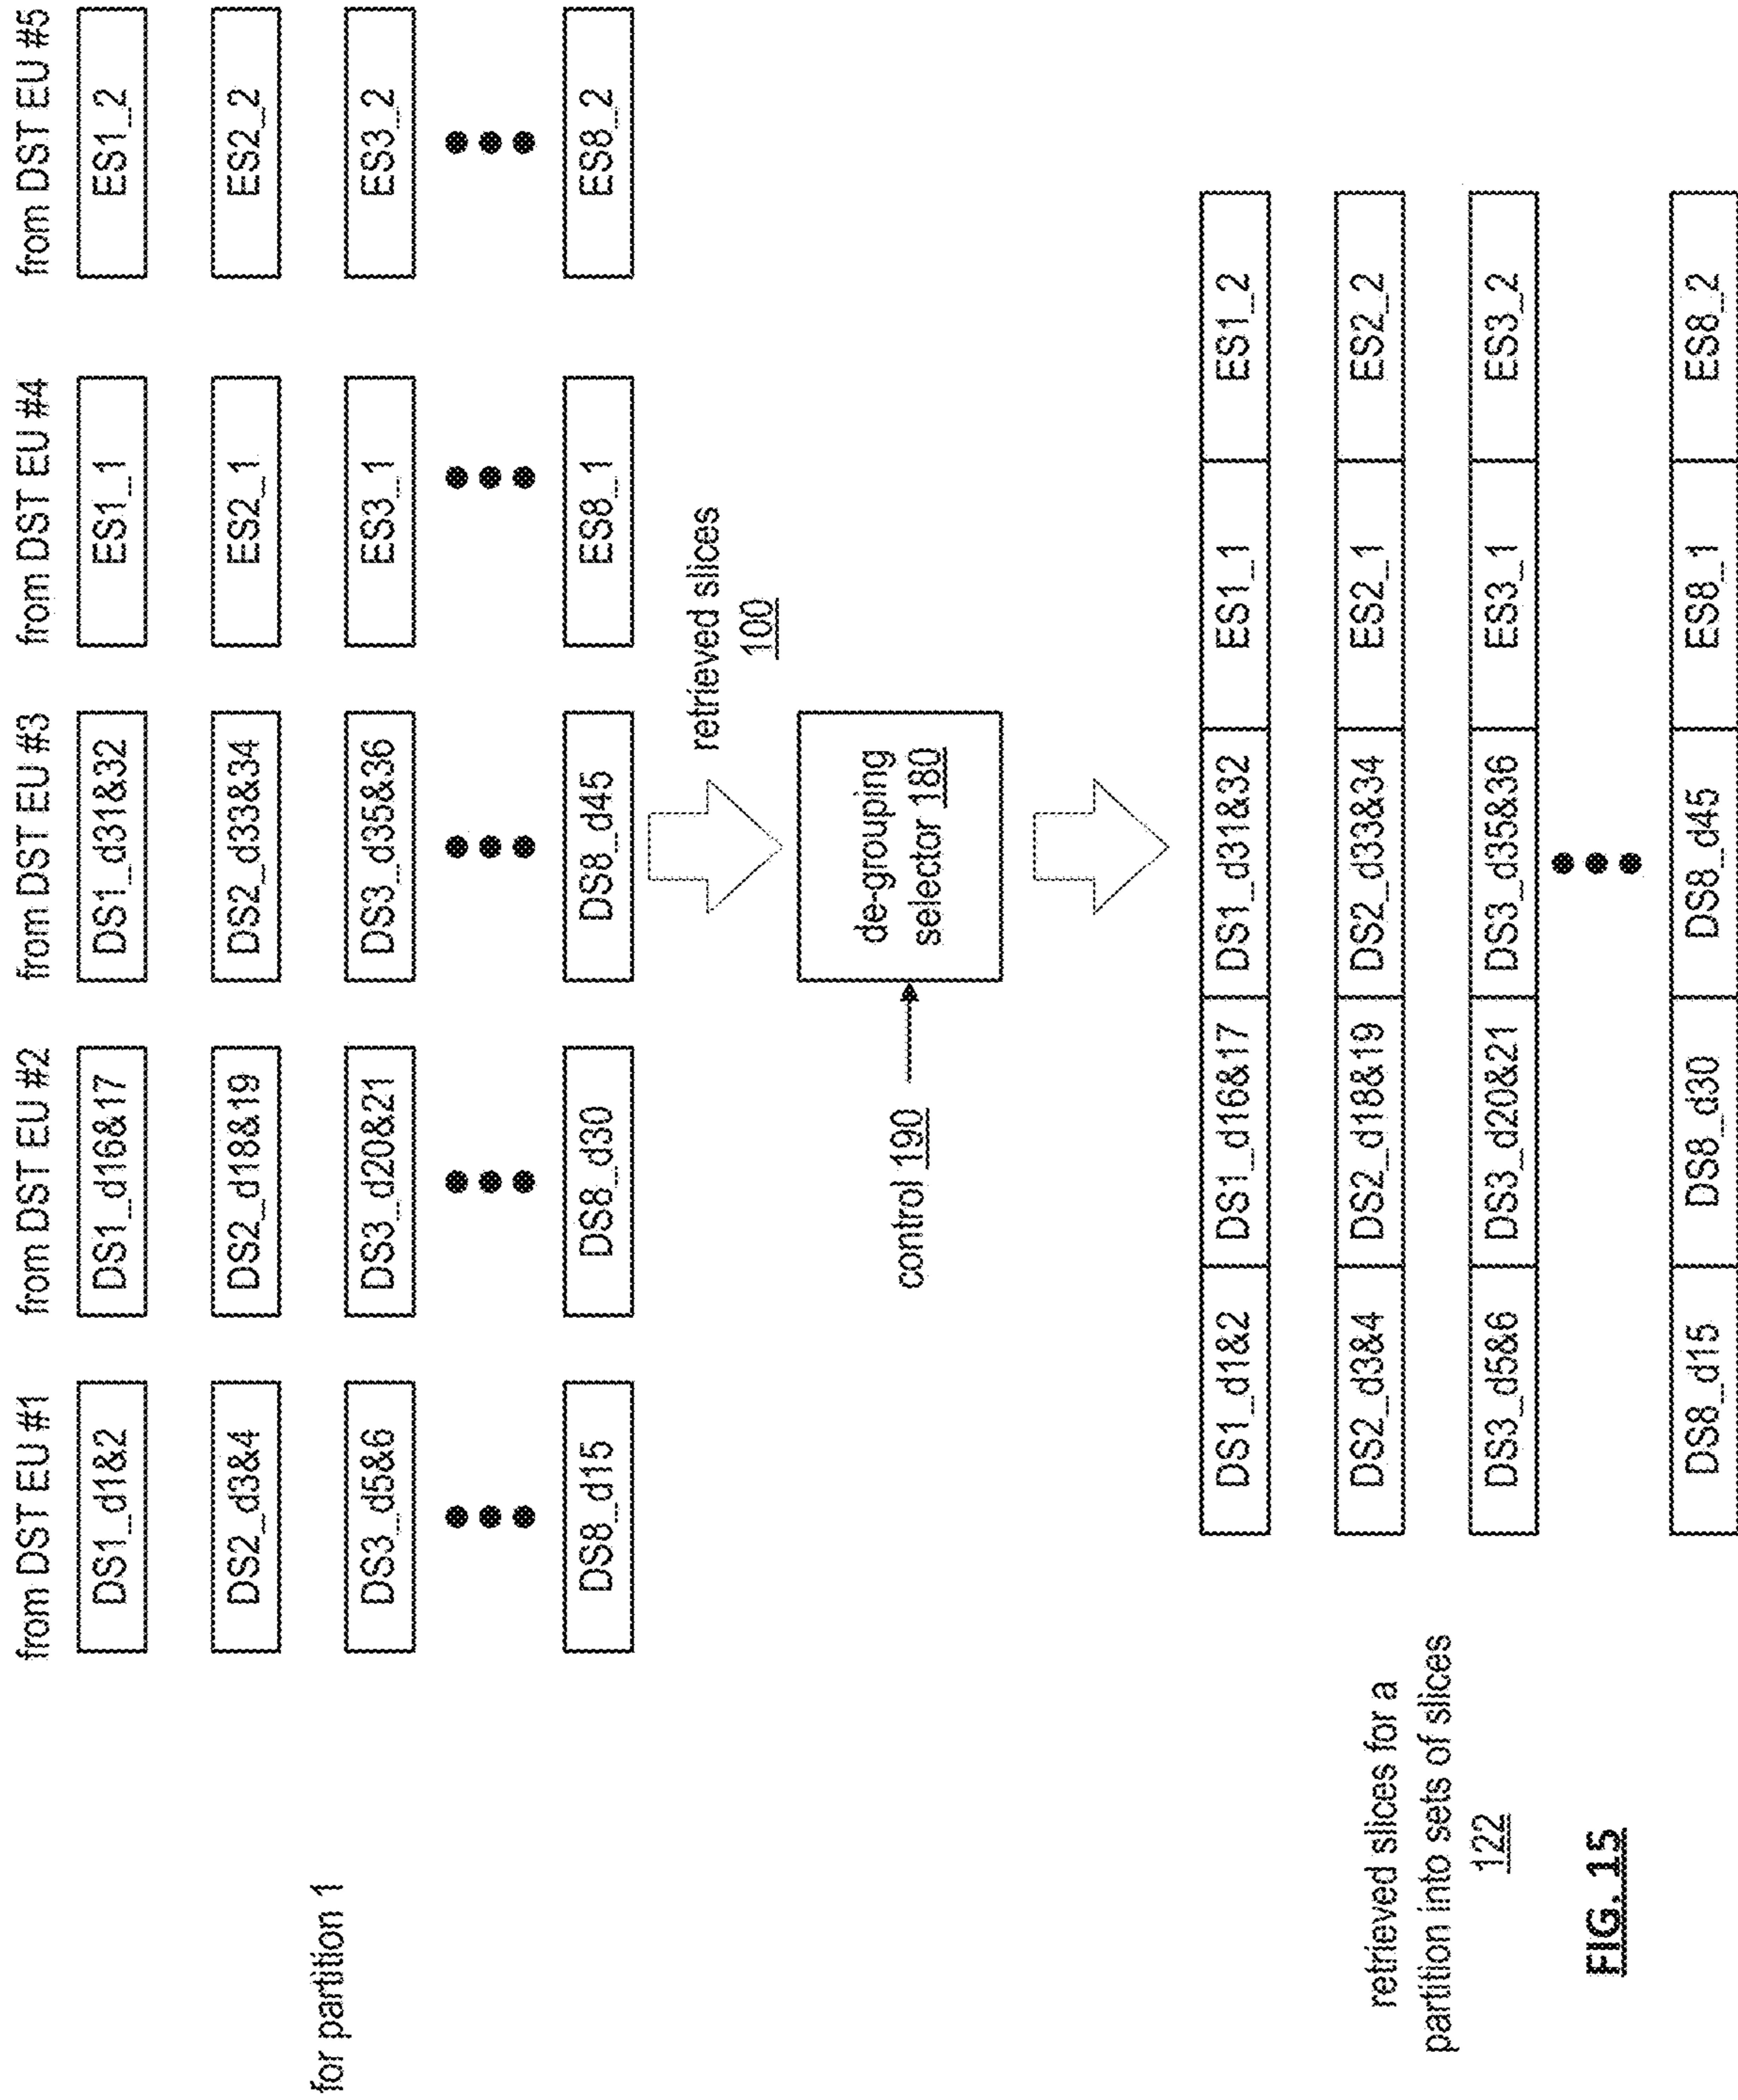 for partition 1
from DST EU #1
from DST EU #2
from DST EU #3
from DST EU #4
from DST EU #5
DS1_d1&2
DS1_d16&17
DS1_d31&32
ES1_1
ES1_2
DS2_d3&4
DS2_d18&19
DS2_d33&34
ES2_1
ES2_2
DS3_d5&6
DS3_d20&21
DS3_d35&36
ES3_1
ES3_2
DS8_d15
DS8_d30
DS8_d45
ES8_1
ES8_2
retrieved slices
100
control 190
de-grouping
selector 180
retrieved slices for a
partition into sets of slices
122
DS1_d1&2
DS1_d16&17
DS1_d31&32
ES1_1
ES1_2
DS2_d3&4
DS2_d18&19
DS2_d33&34
ES2_1
ES2_2
DS3_d5&6
DS3_d20&21
DS3_d35&36
ES3_1
ES3_2
DS8_d15
DS8_d30
DS8_d45
ES8_1
ES8_2
FIG. 15